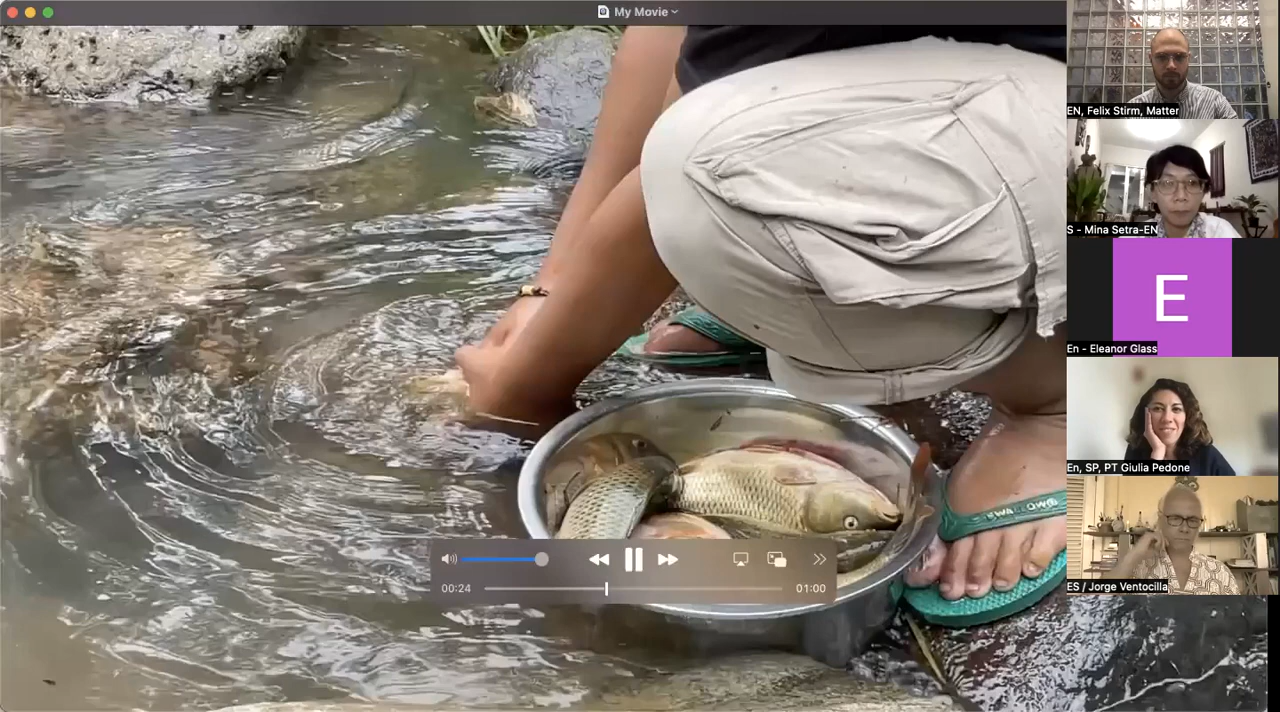 My Movie
EN, Felix Stirm, Matter
S - Mina Setra-EN
E
En - Eleanor Glass
En, SP, PT Giulia Pedone
SWALLOW
00:24
01:00
ES / Jorge Ventocilla